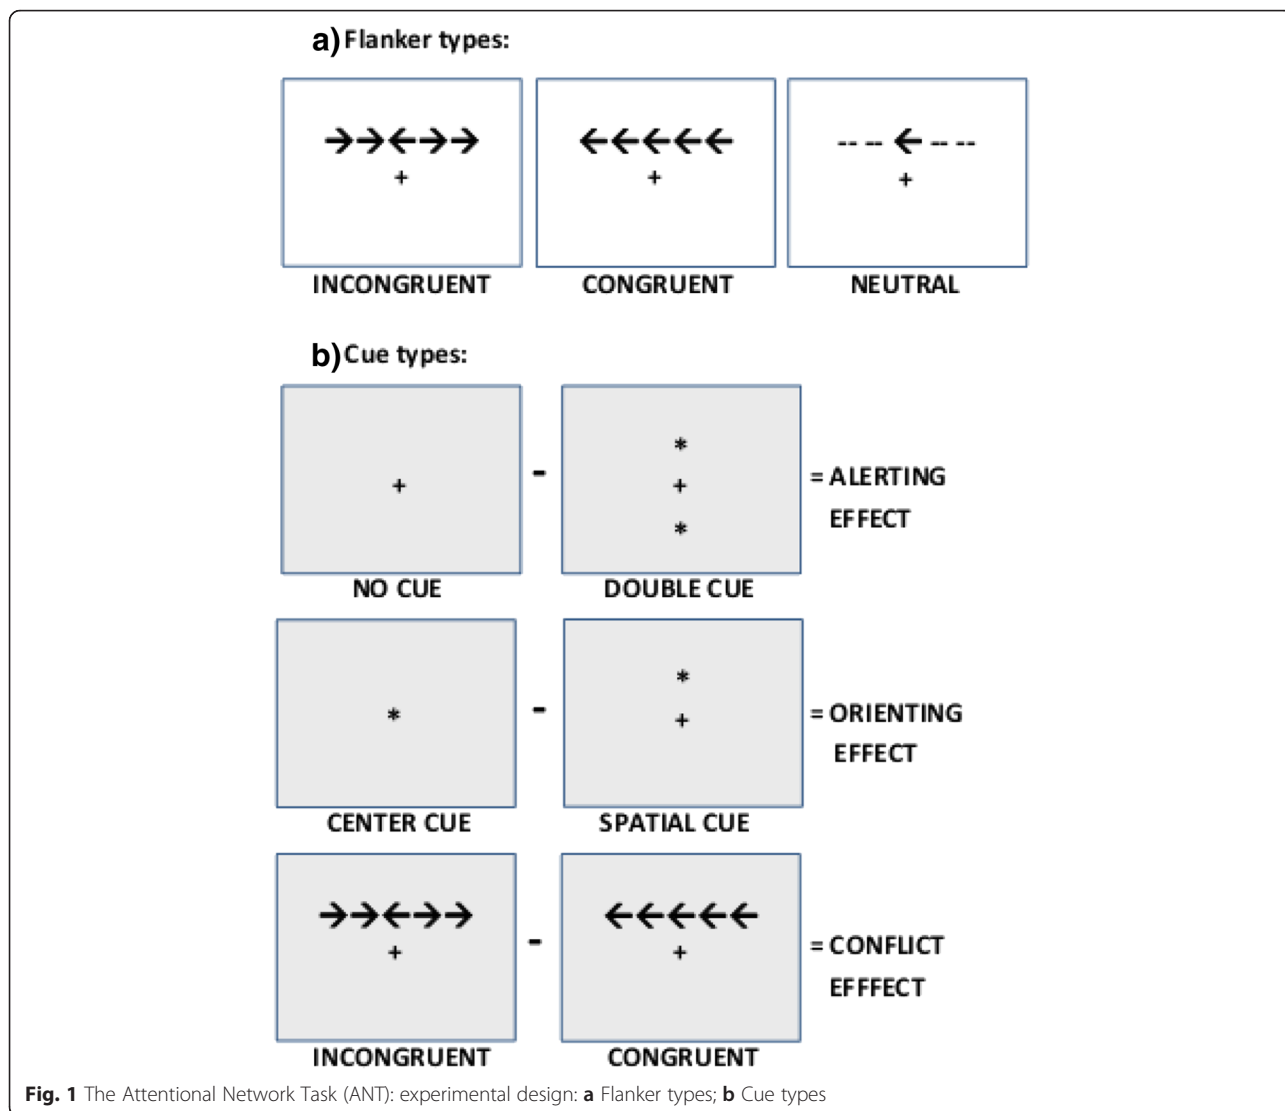 a) Flanker types:
→→←→→ ←←←←← -- -- ← -- --
+ + +
INCONGRUENT CONGRUENT NEUTRAL
b) Cue types:
*
+ - + = ALERTING
* EFFECT
NO CUE DOUBLE CUE
*
* - + = ORIENTING
EFFECT
CENTER CUE SPATIAL CUE
→→←→→ - ←←←←← = CONFLICT
+ + EFFFECT
INCONGRUENT CONGRUENT
Fig. 1 The Attentional Network Task (ANT): experimental design: a Flanker types; b Cue types